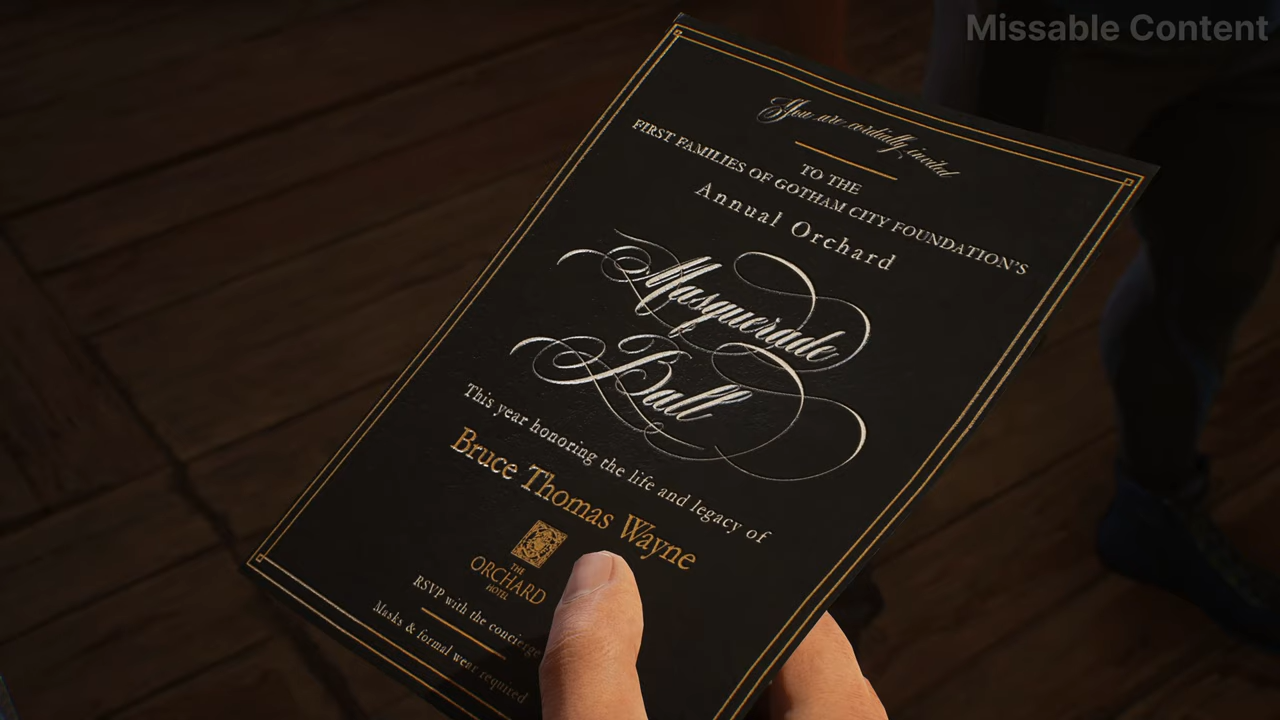 Missable Content
You are cordially invited
TO THE
FIRST FAMILIES OF GOTHAM CITY FOUNDATION'S
Annual Orchard
Masquerade
Ball
This year honoring the life and legacy of
Bruce Thomas Wayne
THE
ORCHARD
HOTEL
RSVP with the concierge
Masks & formal wear required